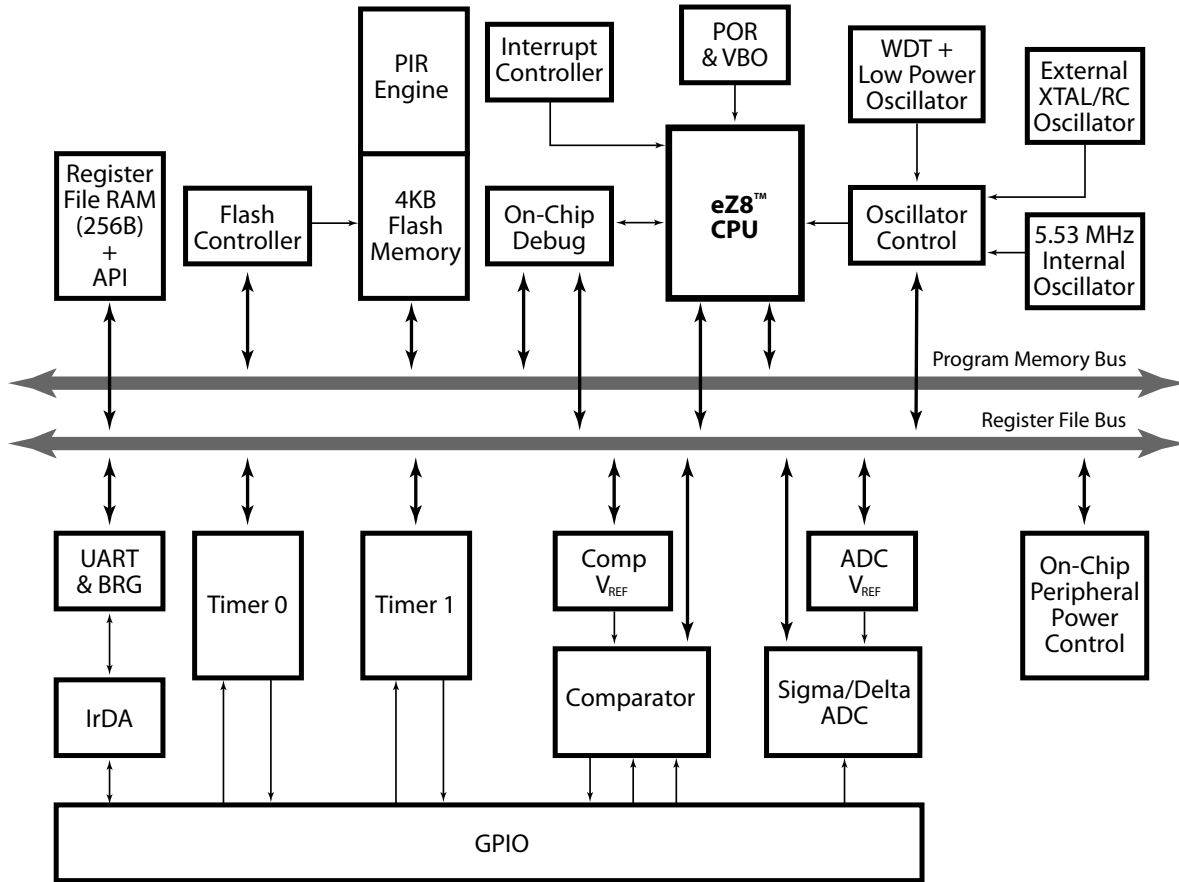 PIR
Engine
Interrupt
Controller
POR
& VBO
WDT +
Low Power
Oscillator
External
XTAL/RC
Oscillator
Register
File RAM
(256B)
+
API
Flash
Controller
4KB
Flash
Memory
On-Chip
Debug
eZ8™
CPU
Oscillator
Control
5.53 MHz
Internal
Oscillator
Program Memory Bus
Register File Bus
UART
& BRG
Timer 0
Timer 1
Comp
VREF
ADC
VREF
On-Chip
Peripheral
Power
Control
IrDA
Comparator
Sigma/Delta
ADC
GPIO